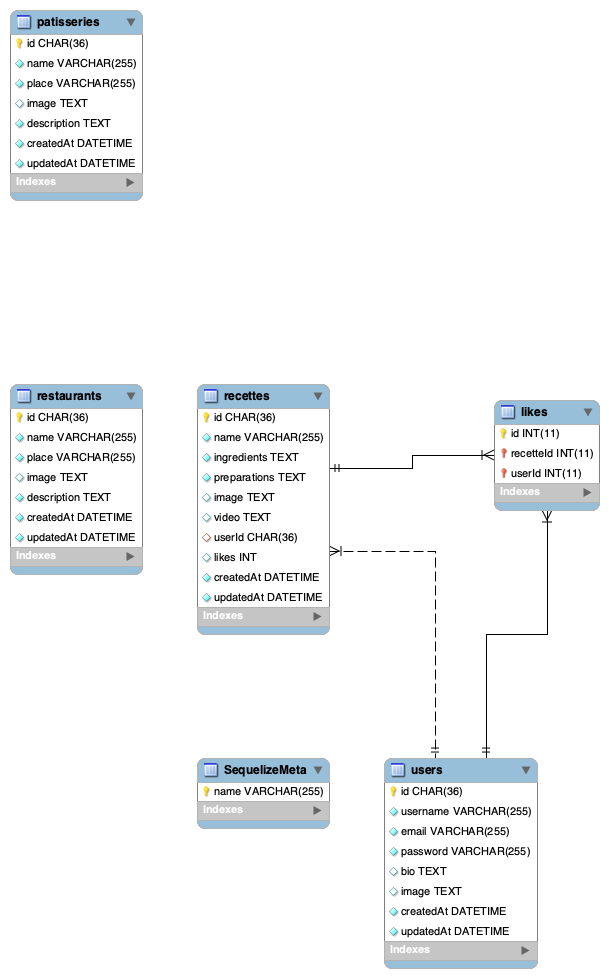 patisseries
id CHAR(36)
name VARCHAR(255)
place VARCHAR(255)
image TEXT
description TEXT
createdAt DATETIME
updatedAt DATETIME
Indexes
restaurants
id CHAR(36)
name VARCHAR(255)
place VARCHAR(255)
image TEXT
description TEXT
createdAt DATETIME
updatedAt DATETIME
Indexes
recettes
id CHAR(36)
name VARCHAR(255)
ingredients TEXT
preparations TEXT
image TEXT
video TEXT
userId CHAR(36)
likes INT
createdAt DATETIME
updatedAt DATETIME
Indexes
likes
id INT(11)
recetteId INT(11)
userId INT(11)
Indexes
SequelizeMeta
name VARCHAR(255)
Indexes
users
id CHAR(36)
username VARCHAR(255)
email VARCHAR(255)
password VARCHAR(255)
bio TEXT
image TEXT
createdAt DATETIME
updatedAt DATETIME
Indexes